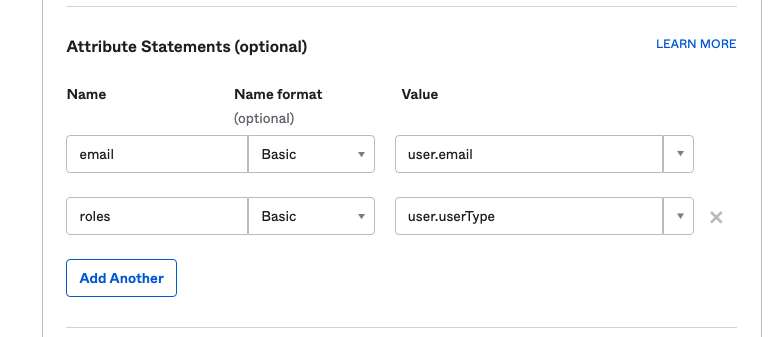 Attribute Statements (optional)
LEARN MORE
Name Name format Value
(optional)
email Basic user.email
roles Basic user.userType
Add Another